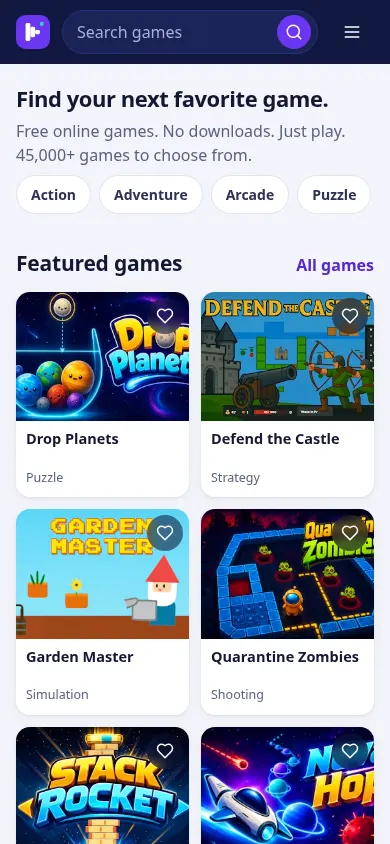 Search games
Find your next favorite game.
Free online games. No downloads. Just play.
45,000+ games to choose from.
Action
Adventure
Arcade
Puzzle
Featured games
All games
Drop
Planets
DEFEND THE CASTLE
Drop Planets
Puzzle
Defend the Castle
Strategy
GARDEN
MASTER
Zombies
Garden Master
Simulation
Quarantine Zombies
Shooting
STACK
ROCKET